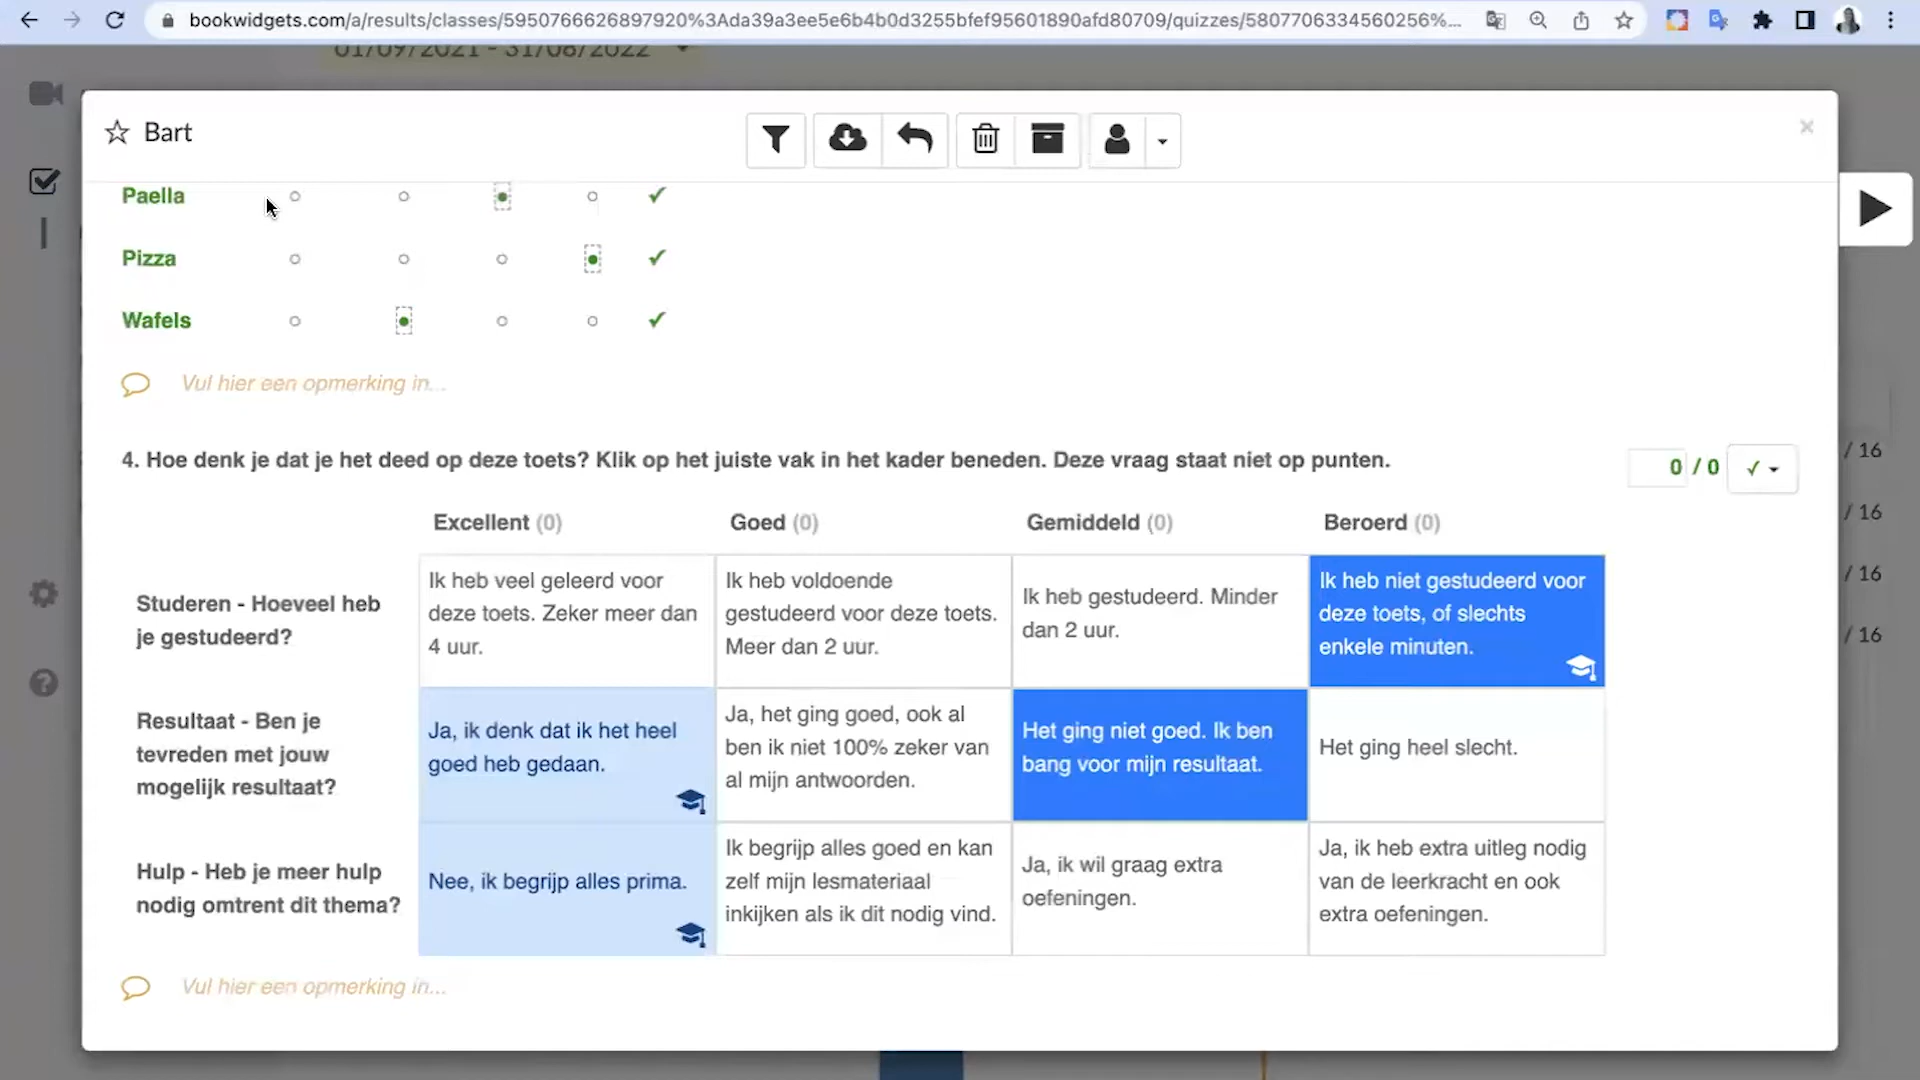 bookwidgets.com/a/results/classes/5950766626897920%3Ada39a3ee5e6b4b0d3255bfef95601890afd80709/quizzes/5807706334560256%...
01/09/2021 - 31/08/2022
Bart
Paella
Pizza
Wafels
Vul hier een opmerking in...
4. Hoe denk je dat je het deed op deze toets? Klik op het juiste vak in het kader beneden. Deze vraag staat niet op punten.
0 / 0
Excellent (0) Goed (0) Gemiddeld (0) Beroerd (0)
Studeren - Hoeveel heb
je gestudeerd?
Ik heb veel geleerd voor
deze toets. Zeker meer dan
4 uur.
Ik heb voldoende
gestudeerd voor deze toets.
Meer dan 2 uur.
Ik heb gestudeerd. Minder
dan 2 uur.
Ik heb niet gestudeerd voor
deze toets, of slechts
enkele minuten.
Resultaat - Ben je
tevreden met jouw
mogelijk resultaat?
Ja, ik denk dat ik het heel
goed heb gedaan.
Ja, het ging goed, ook al
ben ik niet 100% zeker van
al mijn antwoorden.
Het ging niet goed. Ik ben
bang voor mijn resultaat.
Het ging heel slecht.
Hulp - Heb je meer hulp
nodig omtrent dit thema?
Nee, ik begrijp alles prima.
Ik begrijp alles goed en kan
zelf mijn lesmateriaal
inkijken als ik dit nodig vind.
Ja, ik wil graag extra
oefeningen.
Ja, ik heb extra uitleg nodig
van de leerkracht en ook
extra oefeningen.
Vul hier een opmerking in...
/ 16
/ 16
/ 16
/ 16